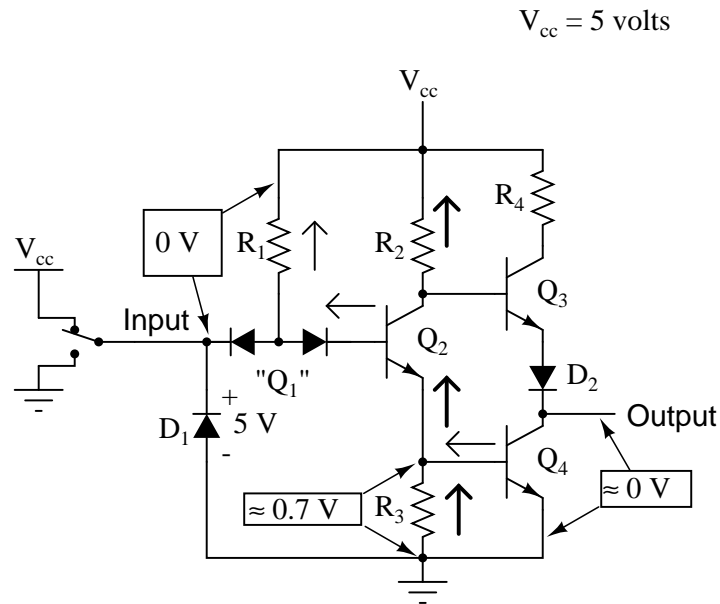 V_cc = 5 volts
V_cc
R_4
0 V
R_1
R_2
V_cc
Q_3
Input
Q_2
"Q_1"
D_2
+
D_1
5 V
Output
-
Q_4
≈ 0.7 V
R_3
≈ 0 V